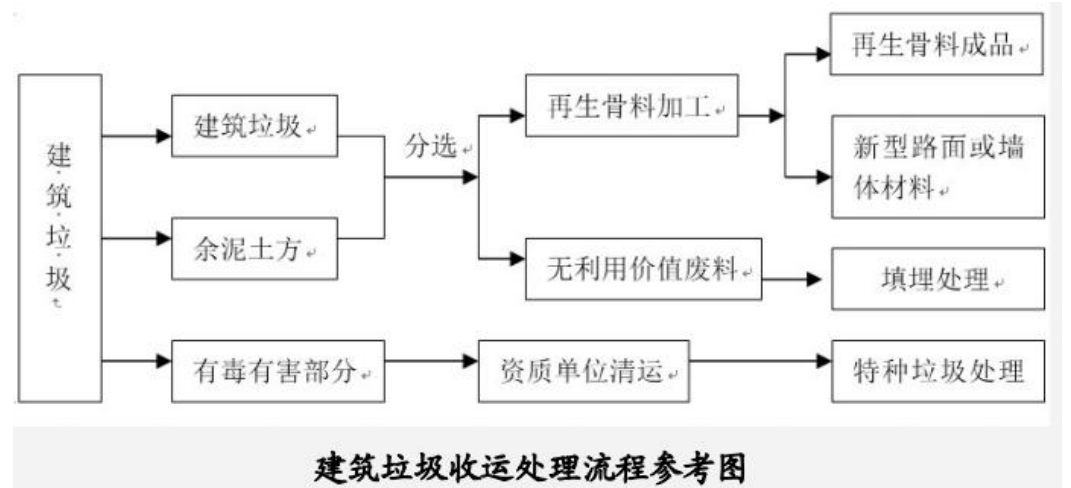 建筑垃圾
建筑垃圾
余泥土方
有毒有害部分
分选
再生骨料加工
无利用价值废料
资质单位清运
再生骨料成品
新型路面或墙
体材料
填埋处理
特种垃圾处理
建筑垃圾收运处理流程参考图